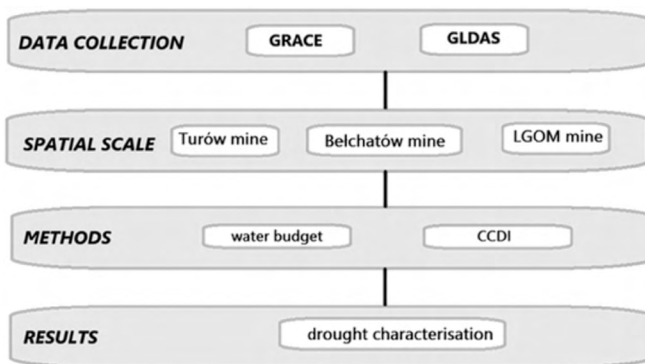 DATA COLLECTION GRACE GLDAS
SPATIAL SCALE Turów mine Bełchatów mine LGOM mine
METHODS water budget CCDI
RESULTS drought characterisation